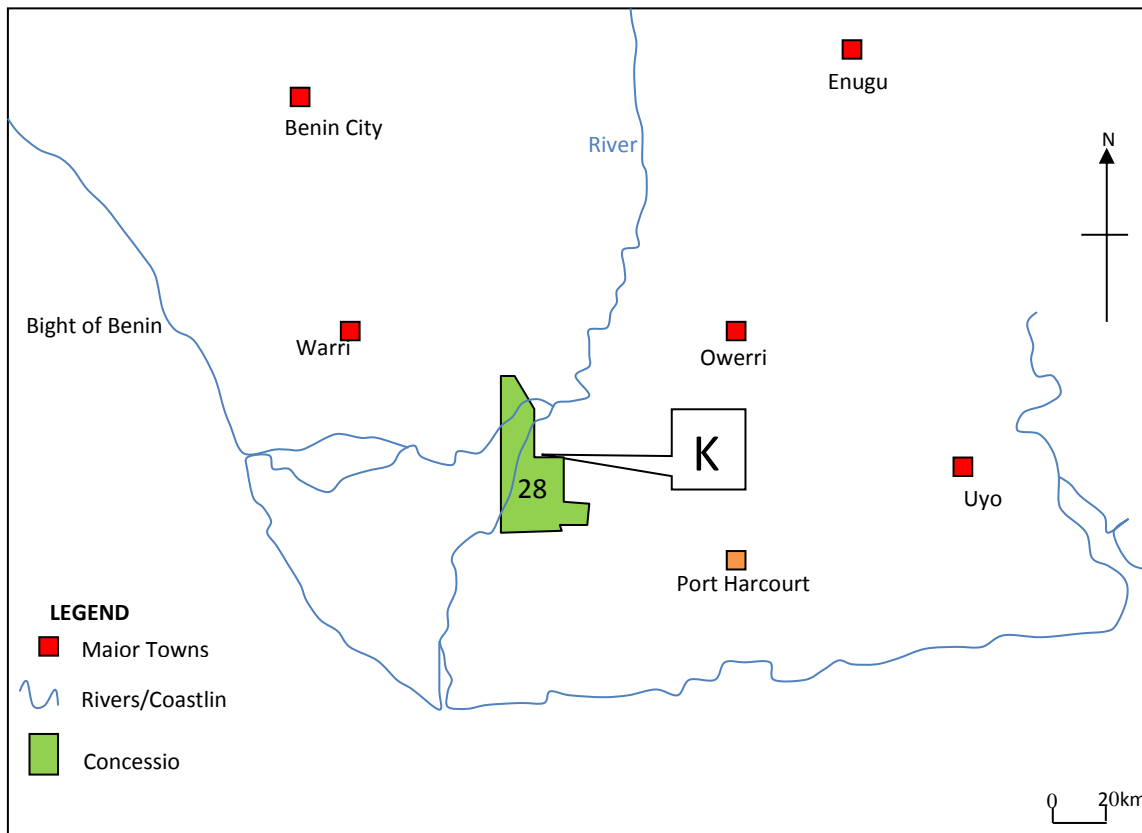 Enugu
Benin City
N
River
Bight of Benin
Warri
Owerri
K
28
Uyo
Port Harcourt
LEGEND
Maior Towns
Rivers/Coastlin
Concessio
0 20km